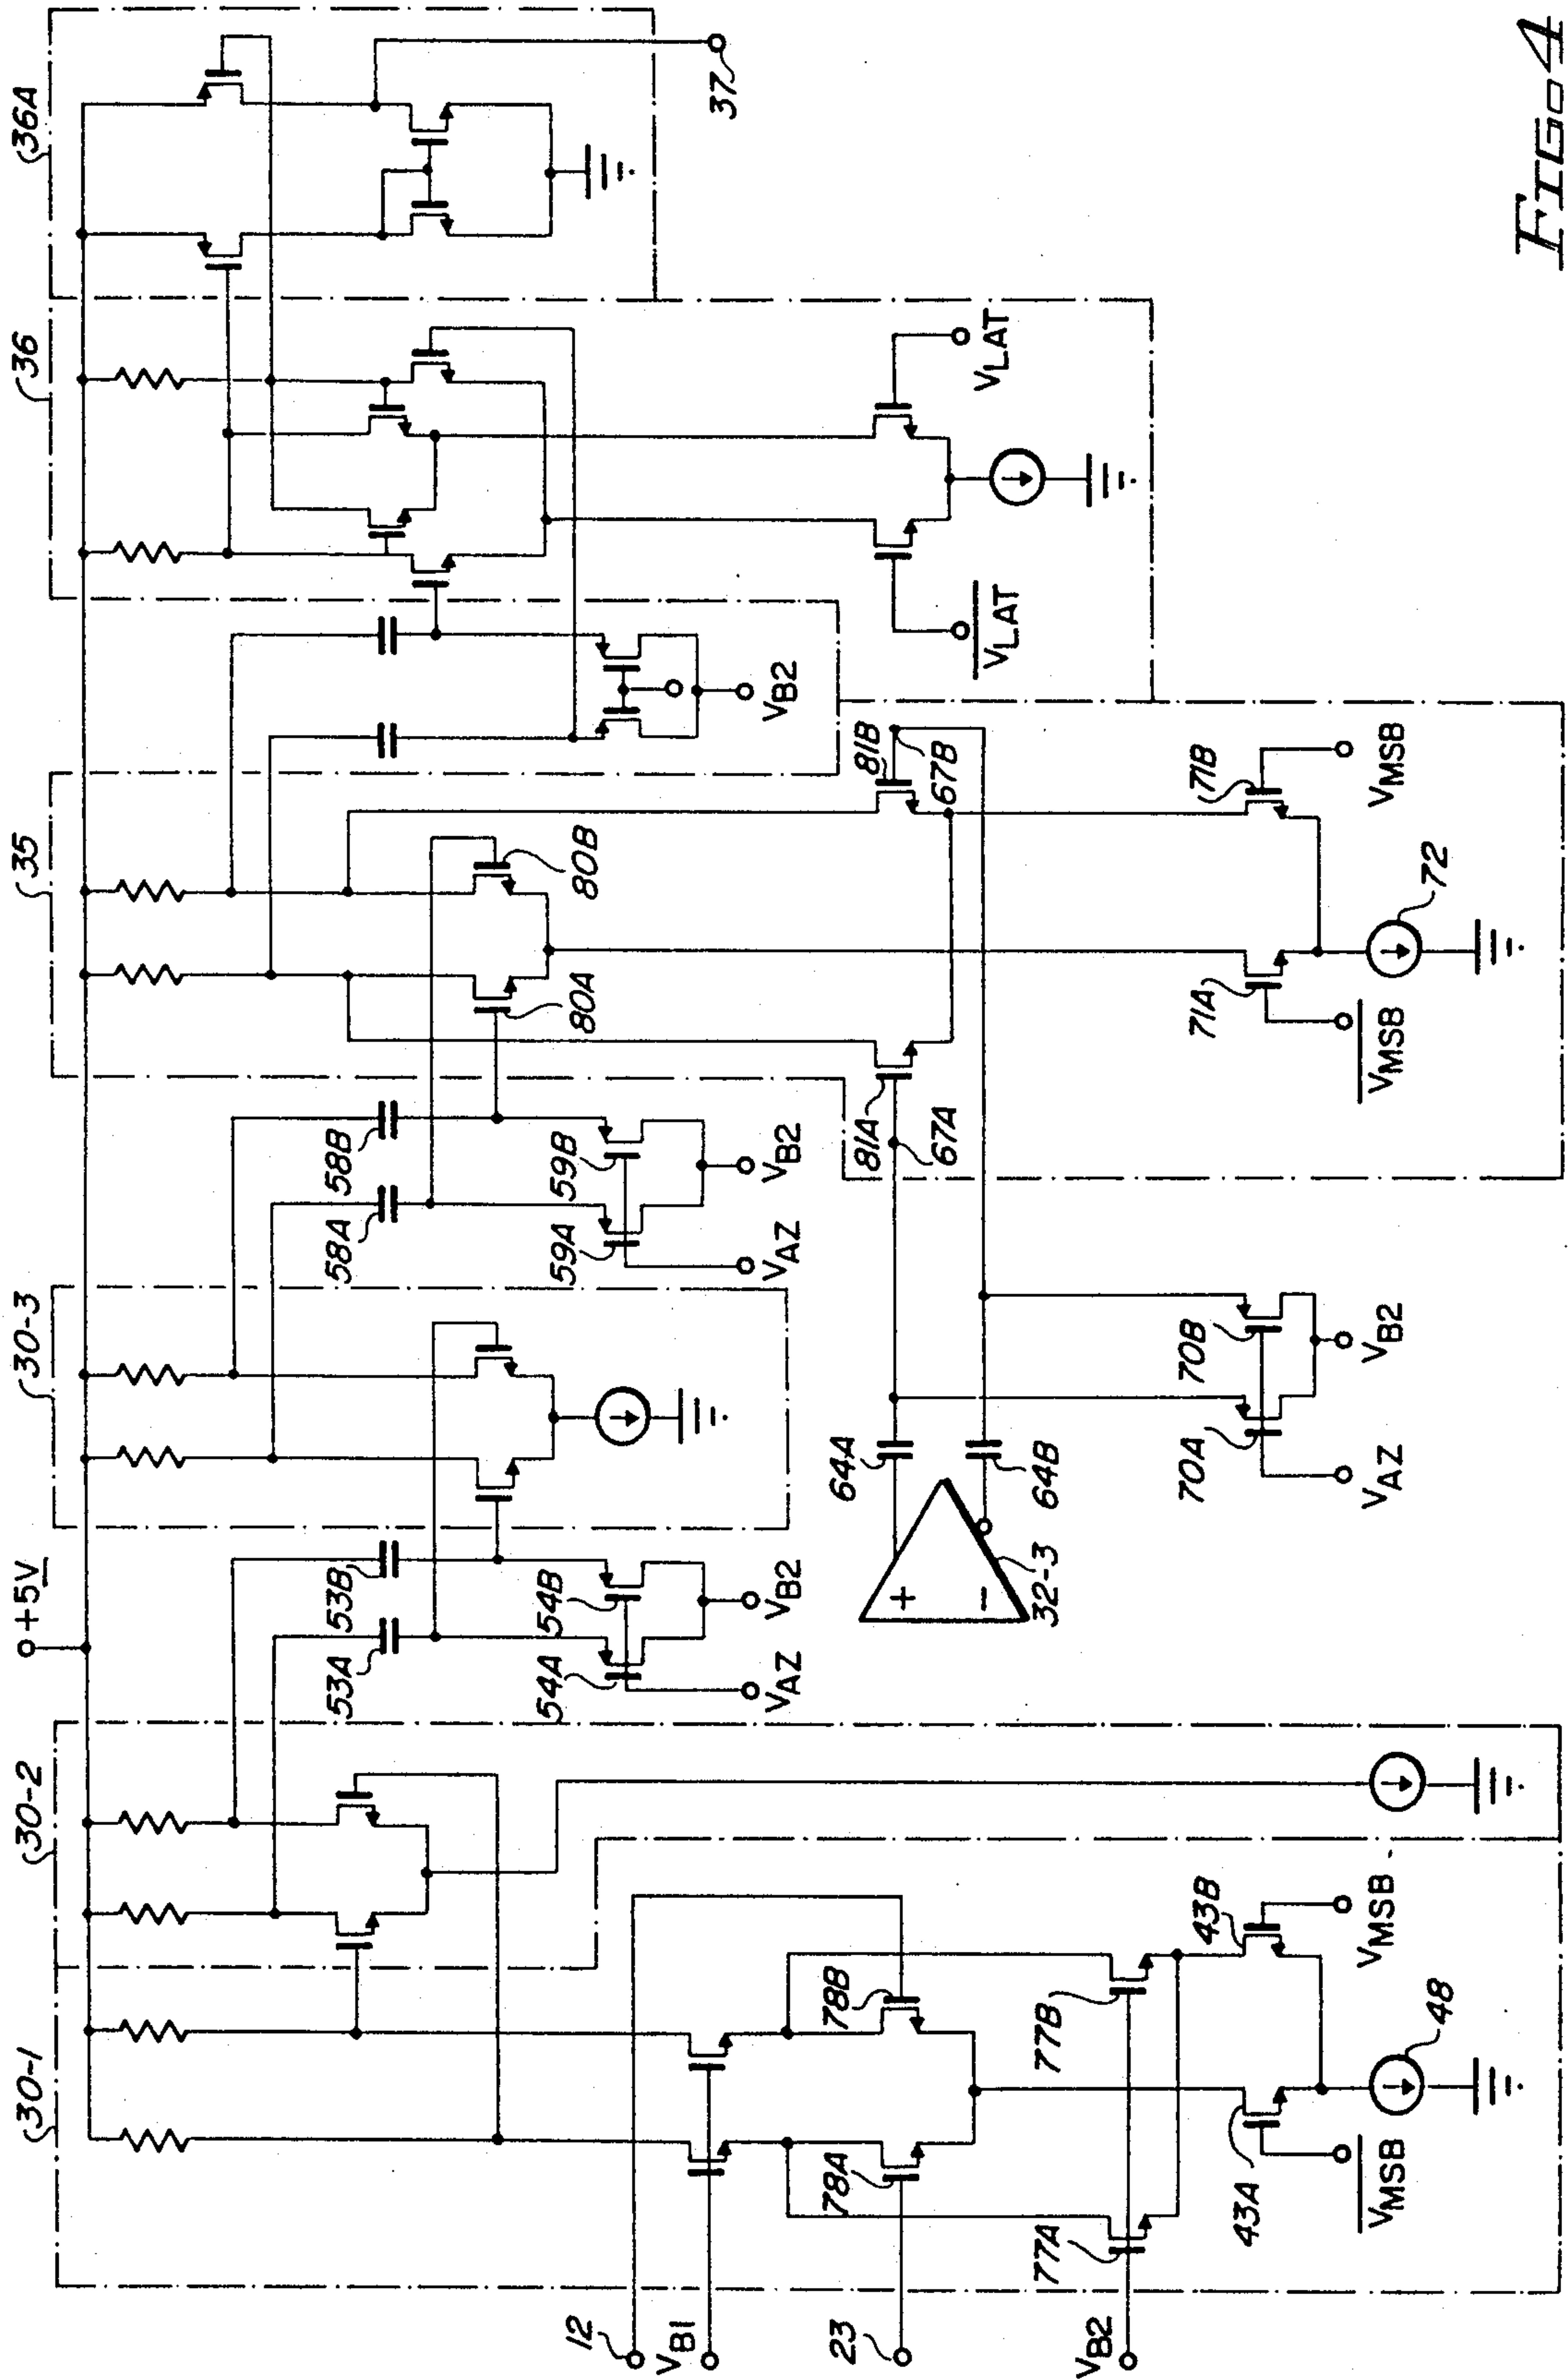 +5V
30-1
30-2
30-3
35
36
36A
12
VB1
23
VB2
78A
78B
77A
77B
43A
43B
V̅MSB
VMSB
48
53A
53B
54A
54B
VAZ
VB2
58A
58B
59A
59B
VAZ
VB2
+
-
32-3
64A
64B
70A
70B
VAZ
VB2
80A
80B
81A
81B
67A
67B
71A
71B
V̅MSB
VMSB
72
VB2
V̅LAT
VLAT
37
FIG-4